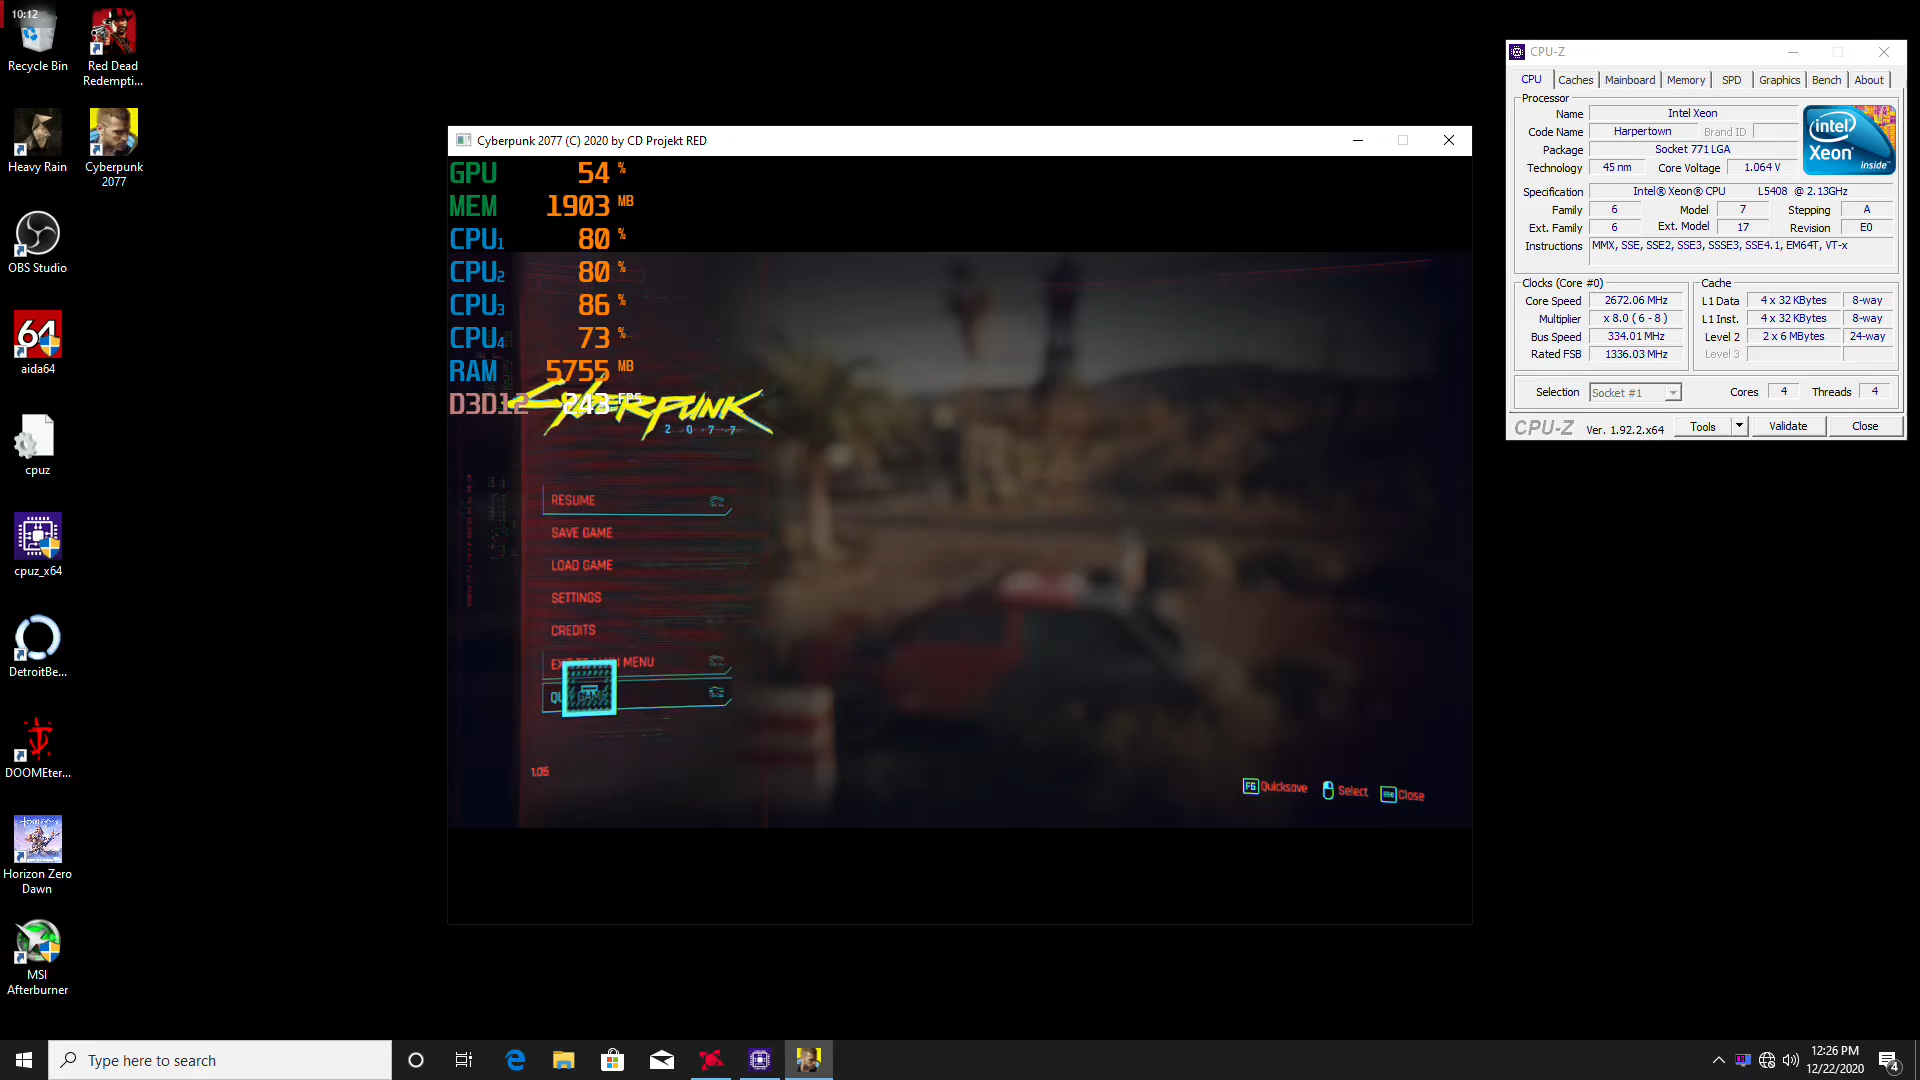 10:12
Recycle Bin
Red Dead
Redempti...
Heavy Rain
Cyberpunk
2077
OBS Studio
64
aida64
cpuz
cpuz_x64
DetroitBe...
DOOMEter...
Horizon Zero
Dawn
MSI
Afterburner
Cyberpunk 2077 (C) 2020 by CD Projekt RED
GPU 54 %
MEM 1903 MB
CPU1 80 %
CPU2 80 %
CPU3 86 %
CPU4 73 %
RAM 5755 MB
D3D12 243 FPS
CYBERPUNK
2077
RESUME
SAVE GAME
LOAD GAME
SETTINGS
CREDITS
MENU
GAME
1.05
F5 Quicksave Select ESC Close
CPU-Z
CPU Caches Mainboard Memory SPD Graphics Bench About
Processor
Name Intel Xeon
Code Name Harpertown Brand ID
Package Socket 771 LGA
Technology 45 nm Core Voltage 1.064 V
intel Xeon inside™
Specification Intel® Xeon® CPU L5408 @ 2.13GHz
Family 6 Model 7 Stepping A
Ext. Family 6 Ext. Model 17 Revision E0
Instructions MMX, SSE, SSE2, SSE3, SSSE3, SSE4.1, EM64T, VT-x
Clocks (Core #0) Cache
Core Speed 2672.06 MHz L1 Data 4 x 32 KBytes 8-way
Multiplier x 8.0 ( 6 - 8 ) L1 Inst. 4 x 32 KBytes 8-way
Bus Speed 334.01 MHz Level 2 2 x 6 MBytes 24-way
Rated FSB 1336.03 MHz Level 3
Selection Socket #1 Cores 4 Threads 4
CPU-Z Ver. 1.92.2.x64 Tools Validate Close
Type here to search
12:26 PM
12/22/2020
4